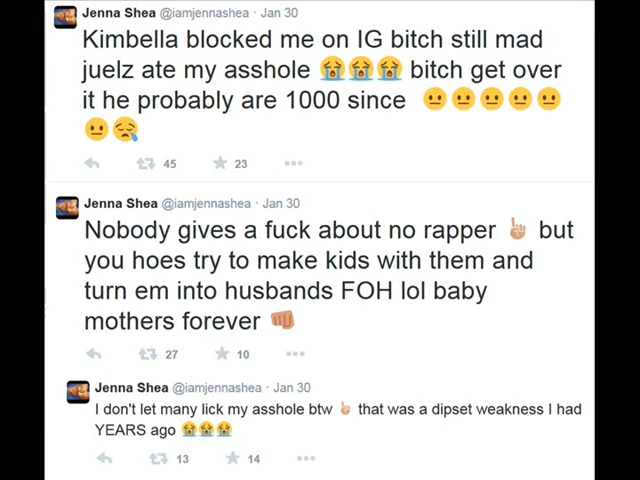 Jenna Shea @iamjennashea · Jan 30
Kimbella blocked me on IG bitch still mad
juelz ate my asshole 😭😭😭 bitch get over
it he probably are 1000 since 😐😐😐😐😐
😐😪
45 23
Jenna Shea @iamjennashea · Jan 30
Nobody gives a fuck about no rapper ☝ but
you hoes try to make kids with them and
turn em into husbands FOH lol baby
mothers forever 👊
27 10
Jenna Shea @iamjennashea · Jan 30
I don't let many lick my asshole btw ☝ that was a dipset weakness I had
YEARS ago 😭😭😭
13 14